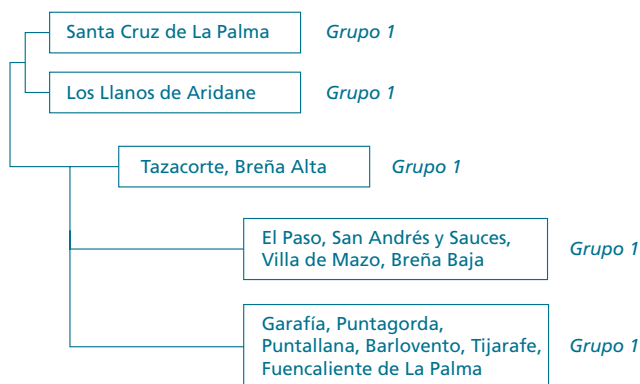 Santa Cruz de La Palma Grupo 1
Los Llanos de Aridane Grupo 1
Tazacorte, Breña Alta Grupo 1
El Paso, San Andrés y Sauces,
Villa de Mazo, Breña Baja
Grupo 1
Garafía, Puntagorda,
Puntallana, Barlovento, Tijarafe,
Fuencaliente de La Palma
Grupo 1